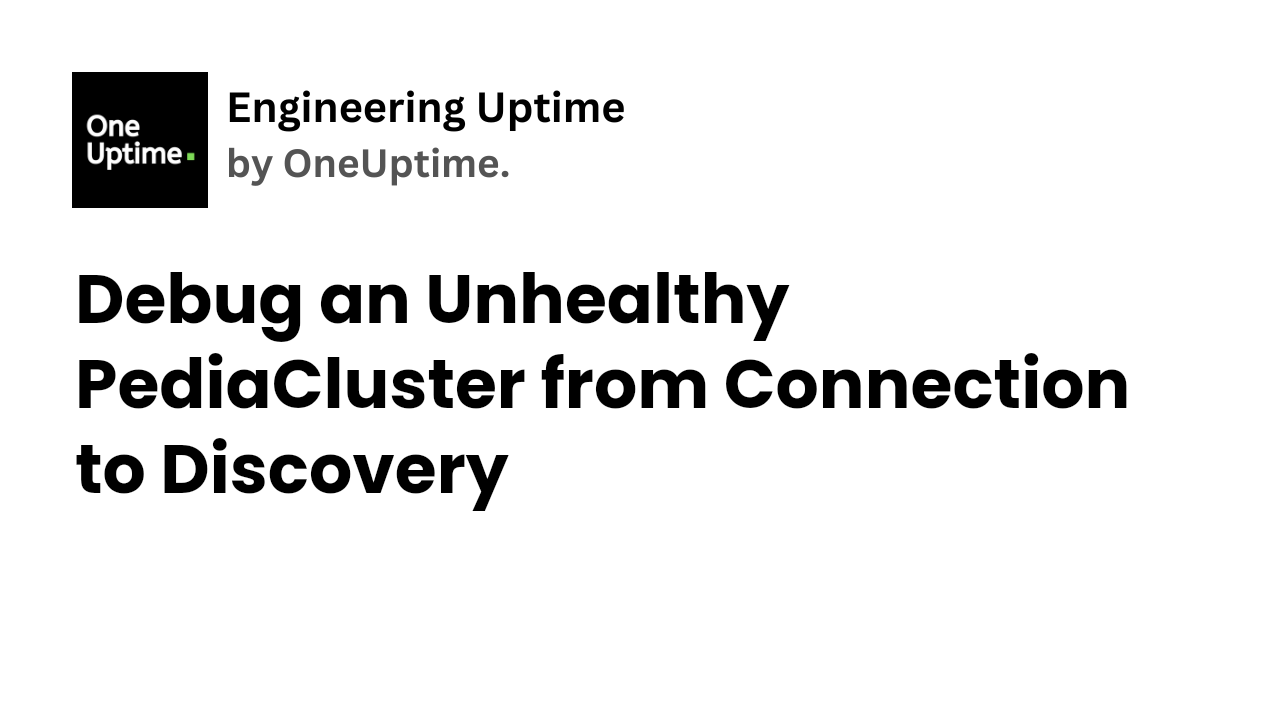 One
Uptime.
Engineering Uptime
by OneUptime.
Debug an Unhealthy
PediaCluster from Connection
to Discovery